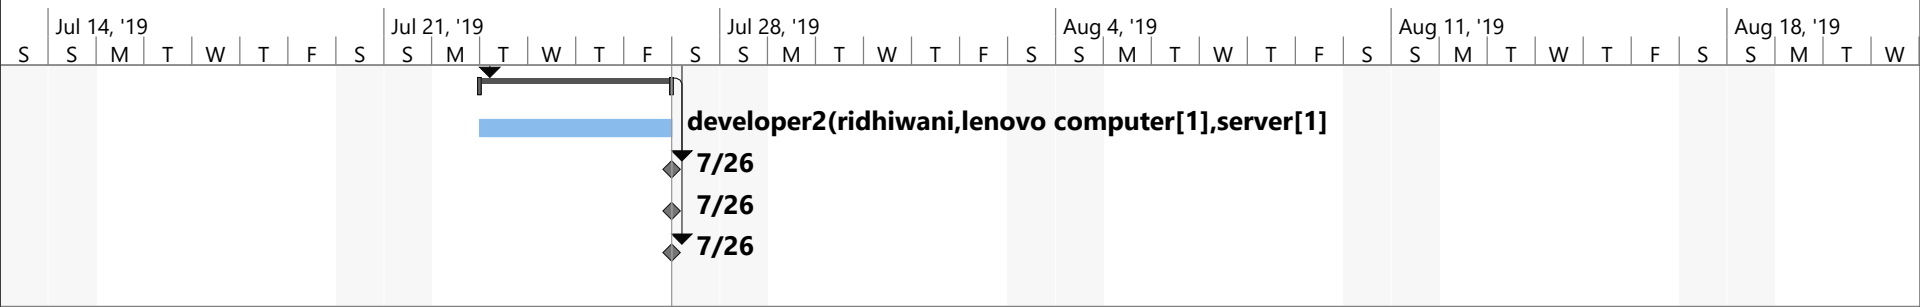 Jul 14, '19 Jul 21, '19 Jul 28, '19 Aug 4, '19 Aug 11, '19 Aug 18, '19
S S M T W T F S S M T W T F S S M T W T F S S M T W T F S S M T W T F S S M T W
developer2(ridhiwani,lenovo computer[1],server[1]
7/26
7/26
7/26